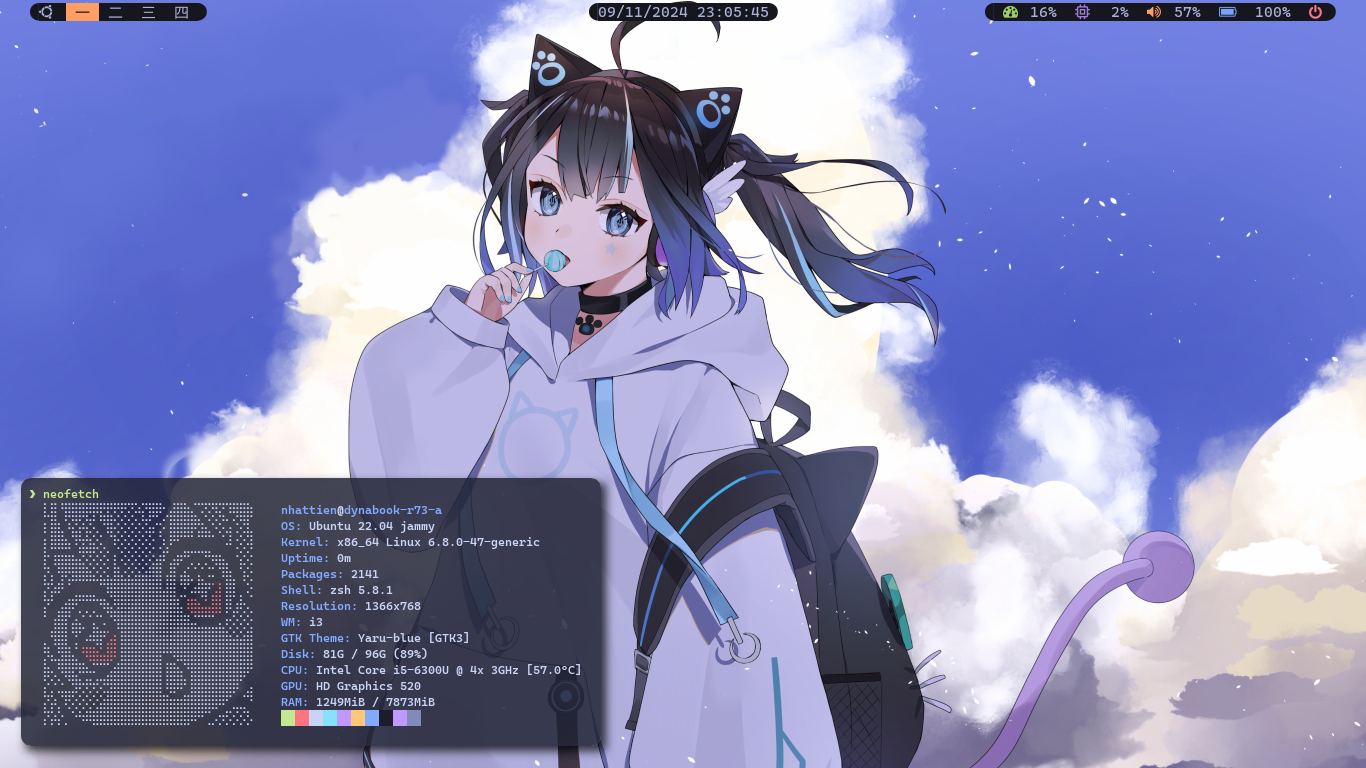 一 二 三 四
09/11/2024 23:05:45
16% 2% 57% 100%
❯ neofetch
nhattien@dynabook-r73-a
OS: Ubuntu 22.04 jammy
Kernel: x86_64 Linux 6.8.0-47-generic
Uptime: 0m
Packages: 2141
Shell: zsh 5.8.1
Resolution: 1366x768
WM: i3
GTK Theme: Yaru-blue [GTK3]
Disk: 81G / 96G (89%)
CPU: Intel Core i5-6300U @ 4x 3GHz [57.0°C]
GPU: HD Graphics 520
RAM: 1249MiB / 7873MiB